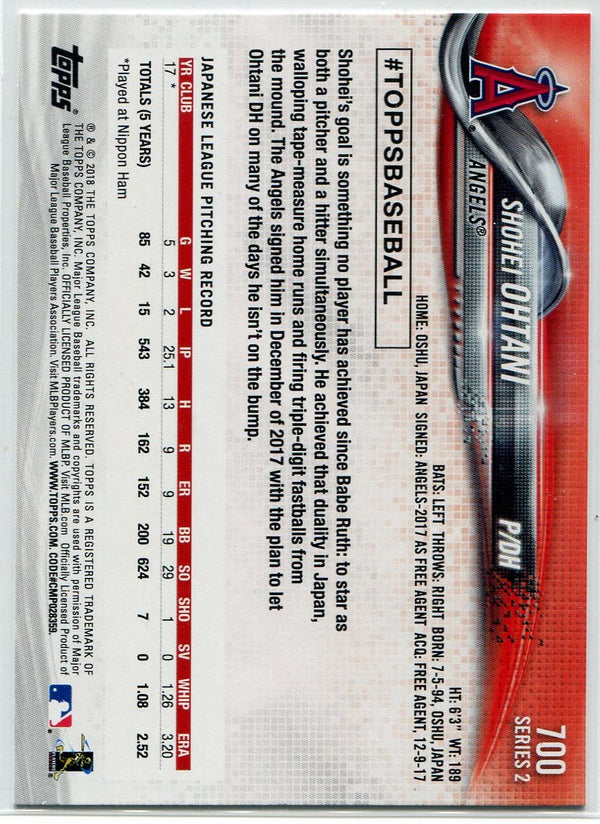 700
SERIES 2
A
ANGELS®
SHOHEI OHTANI P/DH
HT: 6'3" WT: 189
BATS: LEFT THROWS: RIGHT BORN: 7-5-94, OSHU, JAPAN
HOME: OSHU, JAPAN SIGNED: ANGELS-2017 AS FREE AGENT ACQ: FREE AGENT, 12-9-17
#TOPPSBASEBALL
Shohei's goal is something no player has achieved since Babe Ruth: to star as
both a pitcher and a hitter simultaneously. He achieved that duality in Japan,
walloping tape-measure home runs and firing triple-digit fastballs from
the mound. The Angels signed him in December of 2017 with the plan to let
Ohtani DH on many of the days he isn't on the bump.
JAPANESE LEAGUE PITCHING RECORD
YR CLUB G W L IP H R ER BB SO SHO SV WHIP ERA
17 * 5 3 2 25.1 13 9 9 19 29 1 0 1.26 3.20
TOTALS (5 YEARS) 85 42 15 543 384 162 152 200 624 7 0 1.08 2.52
*Played at Nippon Ham
topps®
® & © 2018 THE TOPPS COMPANY, INC. ALL RIGHTS RESERVED. TOPPS IS A REGISTERED TRADEMARK OF
THE TOPPS COMPANY, INC. Major League Baseball trademarks and copyrights are used with permission of Major
League Baseball Properties, Inc. OFFICIALLY LICENSED PRODUCT OF MLBP. Visit MLB.com Officially Licensed Product of
Major League Baseball Players Association. Visit MLBPlayers.com. WWW.TOPPS.COM. CODE#CMP028359.